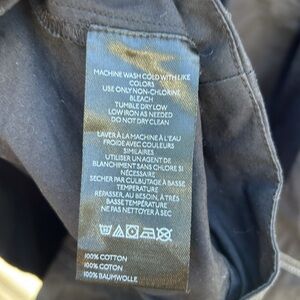 MACHINE WASH COLD WITH LIKE
COLORS
USE ONLY NON-CHLORINE
BLEACH
TUMBLE DRY LOW
LOW IRON AS NEEDED
DO NOT DRY CLEAN
LAVER À LA MACHINE À L'EAU
FROIDE AVEC COULEURS
SIMILAIRES
UTILISER UN AGENT DE
BLANCHIMENT SANS CHLORE SI
NÉCESSAIRE
SECHER PAR CULBUTAGE À BASSE
TEMPÉRATURE
REPASSER, AU BESOIN, À TRÈS
BASSE TEMPÉRATURE
NE PAS NETTOYER À SEC
100% COTTON
100% COTON
100% BAUMWOLLE